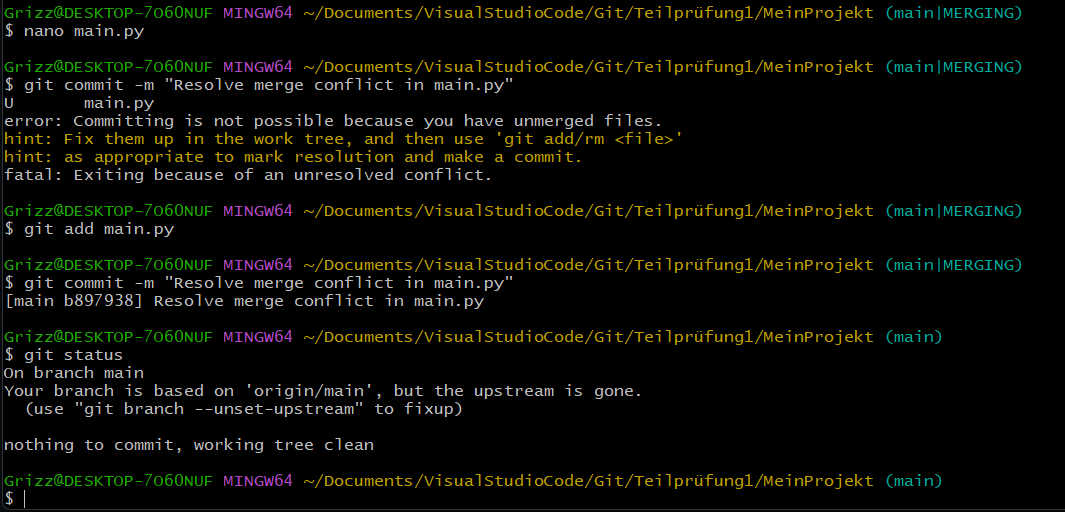 Grizz@DESKTOP-7O60NUF MINGW64 ~/Documents/VisualStudioCode/Git/Teilprüfung1/MeinProjekt (main|MERGING)
$ nano main.py
Grizz@DESKTOP-7O60NUF MINGW64 ~/Documents/VisualStudioCode/Git/Teilprüfung1/MeinProjekt (main|MERGING)
$ git commit -m "Resolve merge conflict in main.py"
U       main.py
error: Committing is not possible because you have unmerged files.
hint: Fix them up in the work tree, and then use 'git add/rm <file>'
hint: as appropriate to mark resolution and make a commit.
fatal: Exiting because of an unresolved conflict.
Grizz@DESKTOP-7O60NUF MINGW64 ~/Documents/VisualStudioCode/Git/Teilprüfung1/MeinProjekt (main|MERGING)
$ git add main.py
Grizz@DESKTOP-7O60NUF MINGW64 ~/Documents/VisualStudioCode/Git/Teilprüfung1/MeinProjekt (main|MERGING)
$ git commit -m "Resolve merge conflict in main.py"
[main b897938] Resolve merge conflict in main.py
Grizz@DESKTOP-7O60NUF MINGW64 ~/Documents/VisualStudioCode/Git/Teilprüfung1/MeinProjekt (main)
$ git status
On branch main
Your branch is based on 'origin/main', but the upstream is gone.
  (use "git branch --unset-upstream" to fixup)
nothing to commit, working tree clean
Grizz@DESKTOP-7O60NUF MINGW64 ~/Documents/VisualStudioCode/Git/Teilprüfung1/MeinProjekt (main)
$